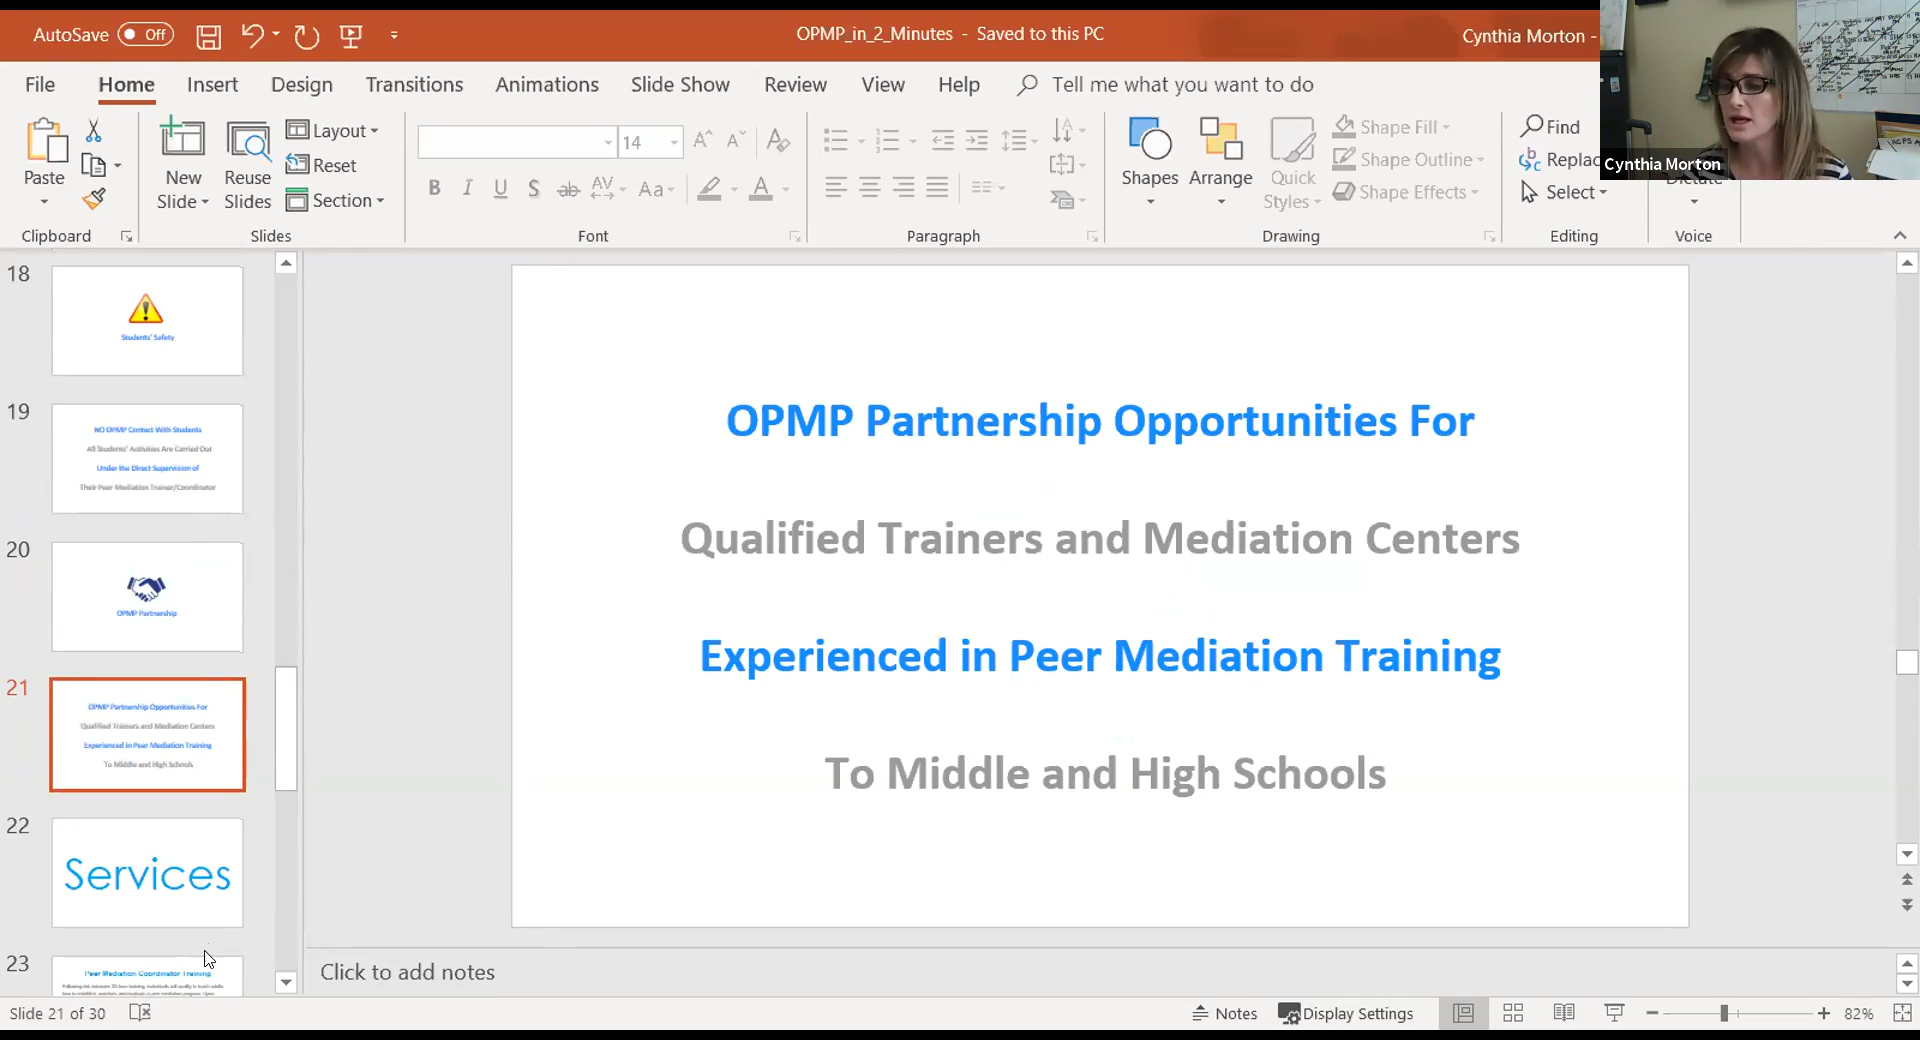 AutoSave Off OPMP_in_2_Minutes - Saved to this PC Cynthia Morton -
File Home Insert Design Transitions Animations Slide Show Review View Help Tell me what you want to do
Paste
New Slide
Reuse Slides
Layout
Reset
Section
14
B I U S ab AV Aa A
Shapes
Arrange
Quick Styles
Shape Fill
Shape Outline
Shape Effects
Find
Replac
Select
Dictate
Cynthia Morton
Clipboard Slides Font Paragraph Drawing Editing Voice
18
Students' Safety
19
NO OPMP Contact With Students
All Students' Activities Are Carried Out
Under the Direct Supervision of
Their Peer Mediation Trainer/Coordinator
20
OPMP Partnership
21
OPMP Partnership Opportunities For
Qualified Trainers and Mediation Centers
Experienced in Peer Mediation Training
To Middle and High Schools
22
Services
23
Peer Mediation Coordinator Training
OPMP Partnership Opportunities For
Qualified Trainers and Mediation Centers
Experienced in Peer Mediation Training
To Middle and High Schools
Click to add notes
Slide 21 of 30 Notes Display Settings 82%